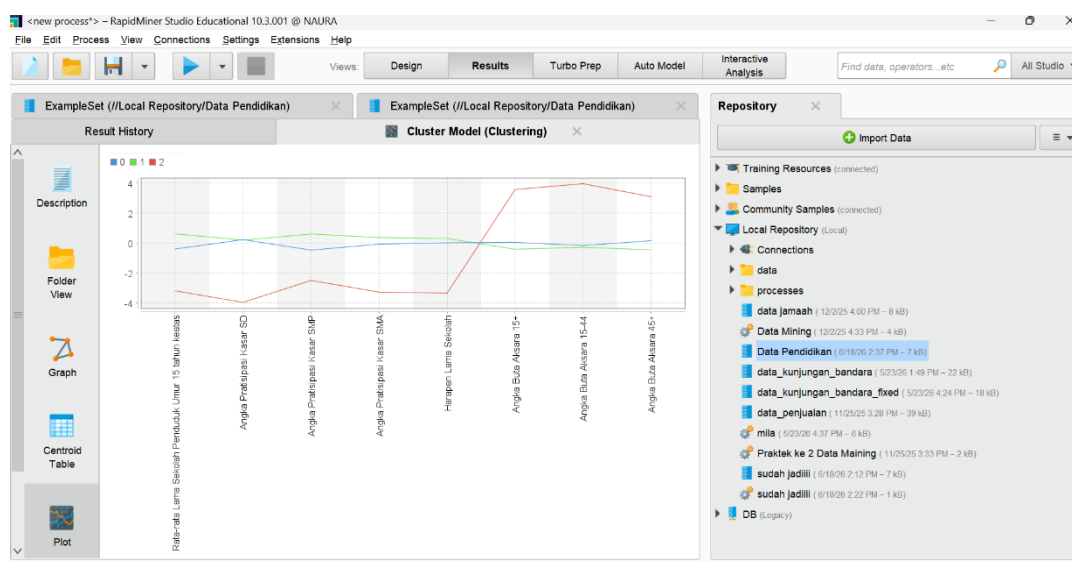 <new process*> – RapidMiner Studio Educational 10.3.001 @ NAURA
File Edit Process View Connections Settings Extensions Help
Views: Design Results Turbo Prep Auto Model Interactive Analysis
Find data, operators...etc
All Studio
ExampleSet (//Local Repository/Data Pendidikan)
ExampleSet (//Local Repository/Data Pendidikan)
Result History
Cluster Model (Clustering)
Description
Folder View
Graph
Centroid Table
Plot
0 1 2
4
2
0
-2
-4
Rata-rata Lama Sekolah Penduduk Umur 15 tahun keatas
Angka Pratisipasi Kasar SD
Angka Pratisipasi Kasar SMP
Angka Pratisipasi Kasar SMA
Harapan Lama Sekolah
Angka Buta Aksara 15+
Angka Buta Aksara 15-44
Angka Buta Aksara 45+
Repository
Import Data
Training Resources (connected)
Samples
Community Samples (connected)
Local Repository (Local)
Connections
data
processes
data jamaah ( 12/2/25 4:00 PM – 8 kB)
Data Mining ( 12/2/25 4:33 PM – 4 kB)
Data Pendidikan ( 6/18/26 2:37 PM – 7 kB)
data_kunjungan_bandara ( 5/23/26 1:49 PM – 22 kB)
data_kunjungan_bandara_fixed ( 5/23/26 4:24 PM – 18 kB)
data_penjualan ( 11/25/25 3:28 PM – 39 kB)
mila ( 5/23/26 4:37 PM – 6 kB)
Praktek ke 2 Data Maining ( 11/25/25 3:33 PM – 2 kB)
sudah jadiiii ( 6/18/26 2:12 PM – 7 kB)
sudah jadiiii ( 6/18/26 2:22 PM – 1 kB)
DB (Legacy)